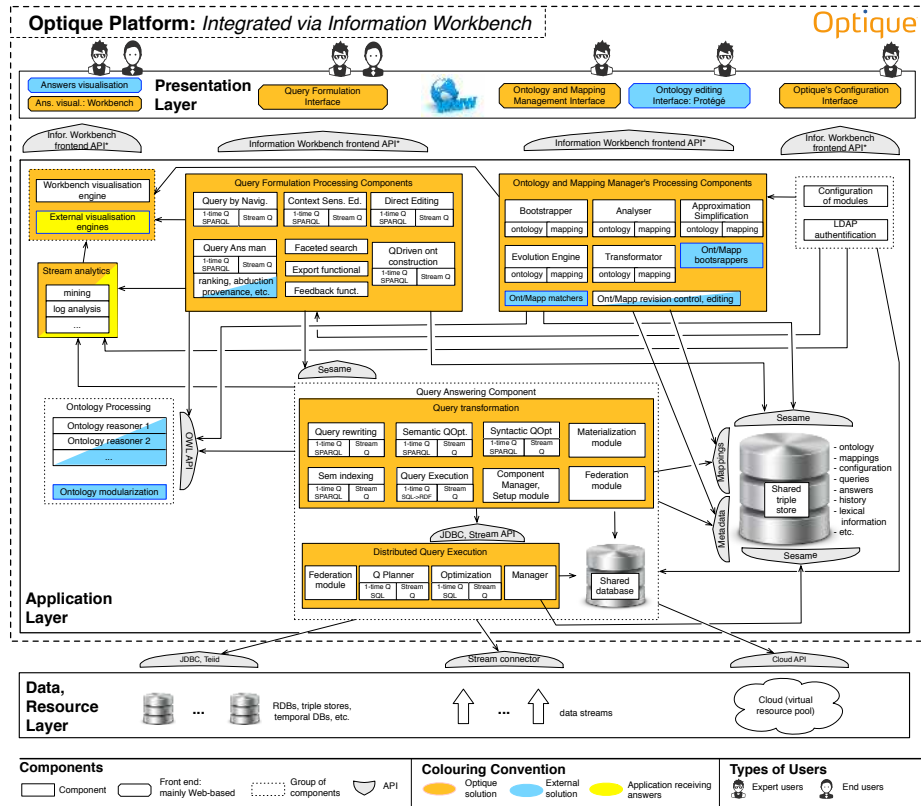 Optique Platform: Integrated via Information Workbench
Optique
Answers visualisation
Ans. visual.: Workbench
Presentation
Layer
Query Formulation
Interface
WWW
Ontology and Mapping
Management Interface
Ontology editing
Interface: Protégé
Optique's Configuration
Interface
Infor. Workbench
frontend API*
Information Workbench frontend API*
Information Workbench frontend API*
Infor. Workbench
frontend API*
Workbench visualisation
engine
External visualisation
engines
Stream analytics
mining
log analysis
...
Query Formulation Processing Components
Query by Navig.
1-time Q
SPARQL
Stream Q
Context Sens. Ed.
1-time Q
SPARQL
Stream Q
Direct Editing
1-time Q
SPARQL
Stream Q
Query Ans man
1-time Q
SPARQL
Stream Q
ranking, abduction
provenance, etc.
Faceted search
Export functional
Feedback funct.
QDriven ont
construction
1-time Q
SPARQL
Stream Q
Ontology and Mapping Manager's Processing Components
Bootstrapper
ontology
mapping
Analyser
ontology
mapping
Approximation
Simplification
ontology
mapping
Evolution Engine
ontology
mapping
Transformator
ontology
mapping
Ont/Mapp
bootsrappers
Ont/Mapp matchers
Ont/Mapp revision control, editing
Configuration
of modules
LDAP
authentification
Sesame
Ontology Processing
Ontology reasoner 1
Ontology reasoner 2
...
Ontology modularization
OWL API
Query Answering Component
Query transformation
Query rewriting
1-time Q
SPARQL
Stream
Q
Semantic QOpt.
1-time Q
SPARQL
Stream
Q
Syntactic QOpt
1-time Q
SPARQL
Stream
Q
Materialization
module
Sem indexing
1-time Q
SPARQL
Stream
Q
Query Execution
1-time Q
SQL->RDF
Stream
Q
Component
Manager,
Setup module
Federation
module
JDBC, Stream API
Distributed Query Execution
Federation
module
Q Planner
1-time Q
SQL
Stream
Q
Optimization
1-time Q
SQL
Stream
Q
Manager
Shared
database
Mappings
Metadata
Sesame
Shared
triple
store
- ontology
- mappings
- configuration
- queries
- answers
- history
- lexical
information
- etc.
Sesame
Application
Layer
JDBC, Teiid
Stream connector
Cloud API
Data,
Resource
Layer
...
RDBs, triple stores,
temporal DBs, etc.
...
data streams
Cloud (virtual
resource pool)
Components
Component
Front end:
mainly Web-based
Group of
components
API
Colouring Convention
Optique
solution
External
solution
Application receiving
answers
Types of Users
Expert users
End users